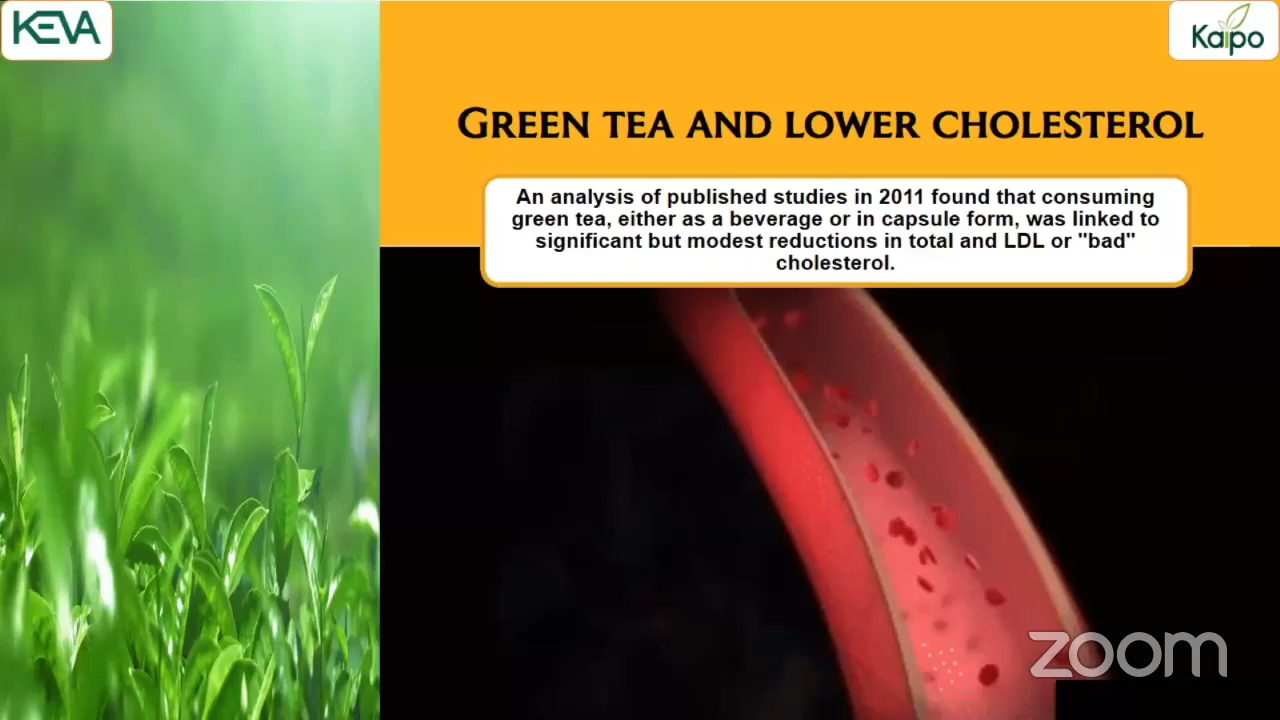 KEVA
Kaipo
GREEN TEA AND LOWER CHOLESTEROL
An analysis of published studies in 2011 found that consuming
green tea, either as a beverage or in capsule form, was linked to
significant but modest reductions in total and LDL or "bad"
cholesterol.
zoom